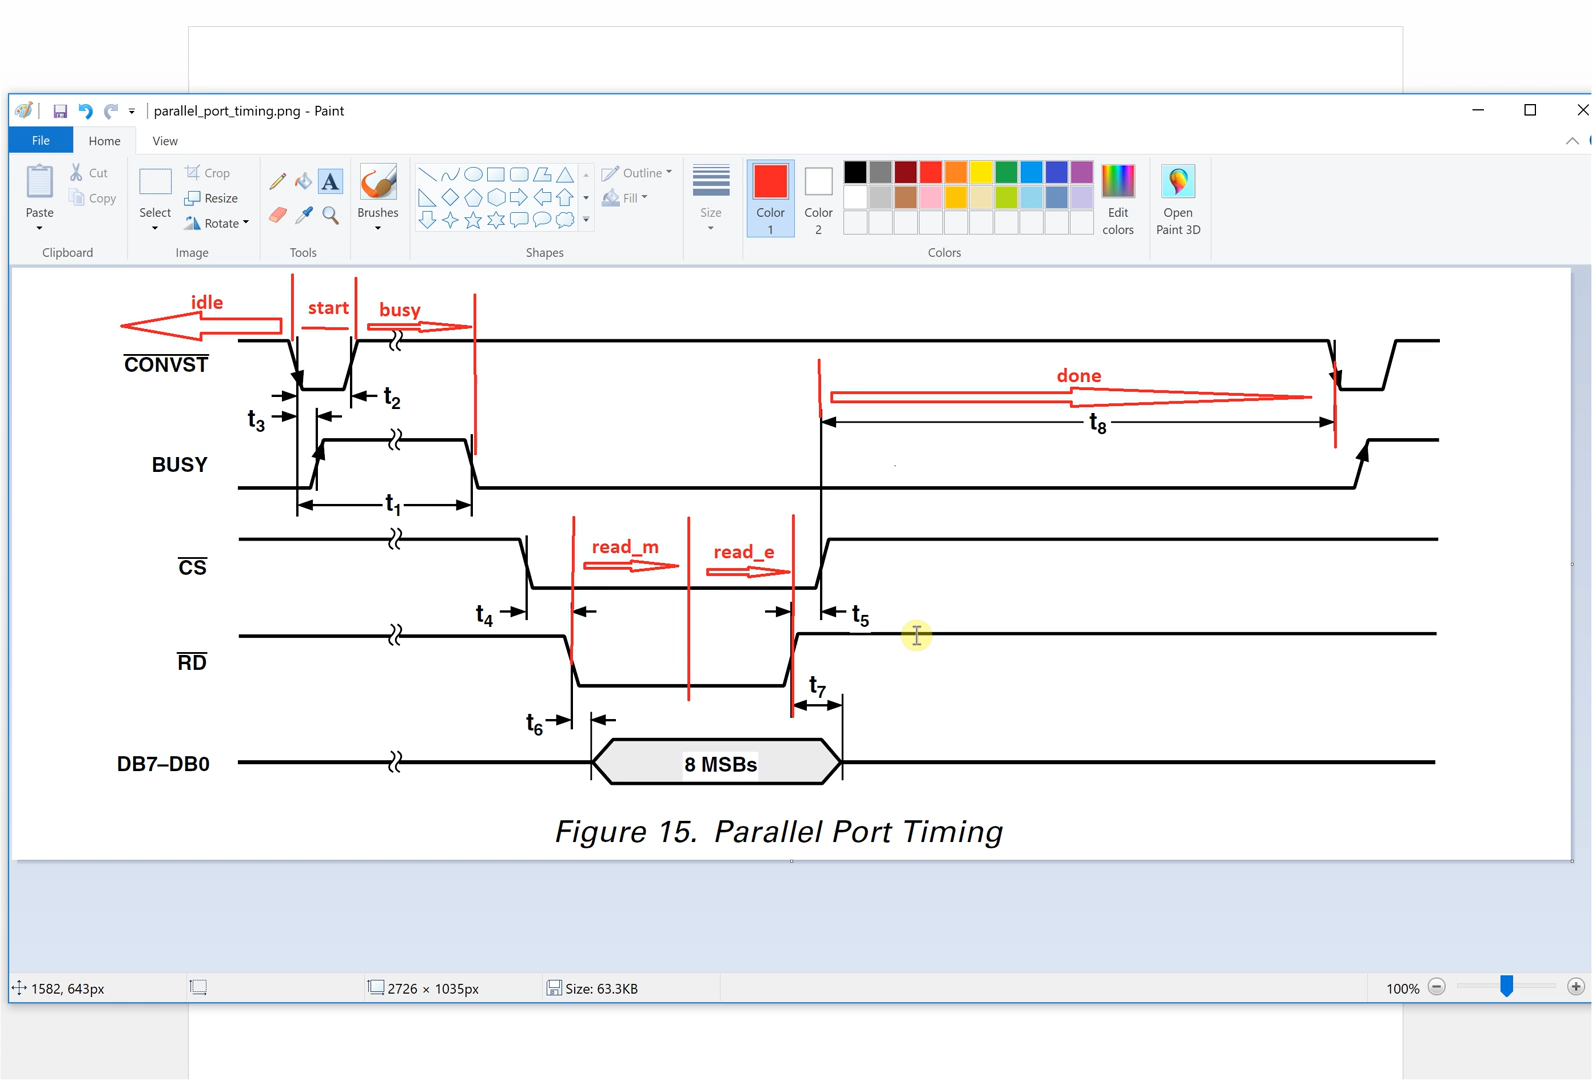 parallel_port_timing.png - Paint
File Home View
Paste
Cut
Copy
Clipboard
Select
Crop
Resize
Rotate
Image
A
Tools
Brushes
Shapes
Outline
Fill
Size
Color 1
Color 2
Colors
Edit colors
Open Paint 3D
idle start busy
CONVST
t2
t3
done
t8
BUSY
t1
read_m read_e
CS
t4 t5
RD
t7
t6
DB7–DB0 8 MSBs
Figure 15. Parallel Port Timing
1582, 643px 2726 × 1035px Size: 63.3KB 100%